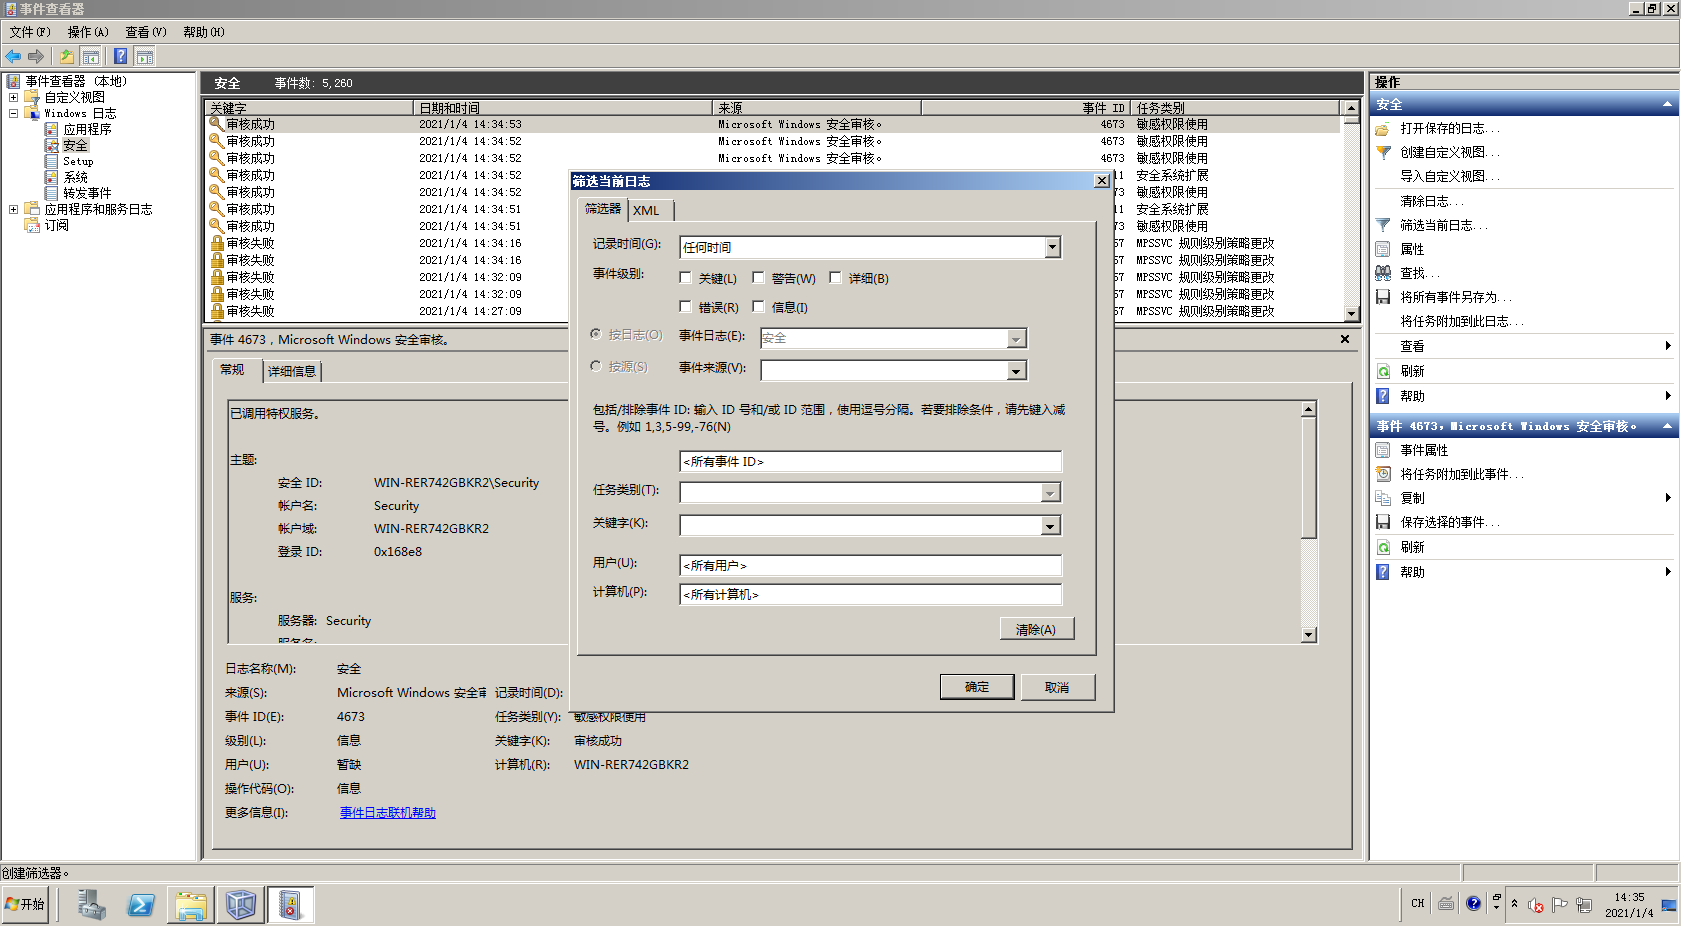 事件查看器
文件(F) 操作(A) 查看(V) 帮助(H)
事件查看器 (本地)
自定义视图
Windows 日志
应用程序
安全
Setup
系统
转发事件
应用程序和服务日志
订阅
安全 事件数: 5,260
关键字 日期和时间 来源 事件 ID 任务类别
审核成功 2021/1/4 14:34:53 Microsoft Windows 安全审核。 4673 敏感权限使用
审核成功 2021/1/4 14:34:52 Microsoft Windows 安全审核。 4673 敏感权限使用
审核成功 2021/1/4 14:34:52 Microsoft Windows 安全审核。 4673 敏感权限使用
审核成功 2021/1/4 14:34:52 11 安全系统扩展
审核成功 2021/1/4 14:34:52 73 敏感权限使用
审核成功 2021/1/4 14:34:51 11 安全系统扩展
审核成功 2021/1/4 14:34:51 73 敏感权限使用
审核失败 2021/1/4 14:34:16 57 MPSSVC 规则级别策略更改
审核失败 2021/1/4 14:34:16 57 MPSSVC 规则级别策略更改
审核失败 2021/1/4 14:32:09 57 MPSSVC 规则级别策略更改
审核失败 2021/1/4 14:32:09 57 MPSSVC 规则级别策略更改
审核失败 2021/1/4 14:27:09 57 MPSSVC 规则级别策略更改
事件 4673，Microsoft Windows 安全审核。
常规 详细信息
已调用特权服务。
主题:
安全 ID: WIN-RER742GBKR2\Security
帐户名: Security
帐户域: WIN-RER742GBKR2
登录 ID: 0x168e8
服务:
服务器: Security
服务名:
日志名称(M): 安全
来源(S): Microsoft Windows 安全审 记录时间(D):
事件 ID(E): 4673 任务类别(Y): 敏感权限使用
级别(L): 信息 关键字(K): 审核成功
用户(U): 暂缺 计算机(R): WIN-RER742GBKR2
操作代码(O): 信息
更多信息(I): 事件日志联机帮助
筛选当前日志
筛选器 XML
记录时间(G): 任何时间
事件级别: 关键(L) 警告(W) 详细(B)
错误(R) 信息(I)
按日志(O) 事件日志(E): 安全
按源(S) 事件来源(V):
包括/排除事件 ID: 输入 ID 号和/或 ID 范围，使用逗号分隔。若要排除条件，请先键入减
号。例如 1,3,5-99,-76(N)
<所有事件 ID>
任务类别(T):
关键字(K):
用户(U): <所有用户>
计算机(P): <所有计算机>
清除(A)
确定 取消
操作
安全
打开保存的日志...
创建自定义视图...
导入自定义视图...
清除日志...
筛选当前日志...
属性
查找...
将所有事件另存为...
将任务附加到此日志...
查看
刷新
帮助
事件 4673，Microsoft Windows 安全审核。
事件属性
将任务附加到此事件...
复制
保存选择的事件...
刷新
帮助
创建筛选器。
开始
CH
14:35
2021/1/4